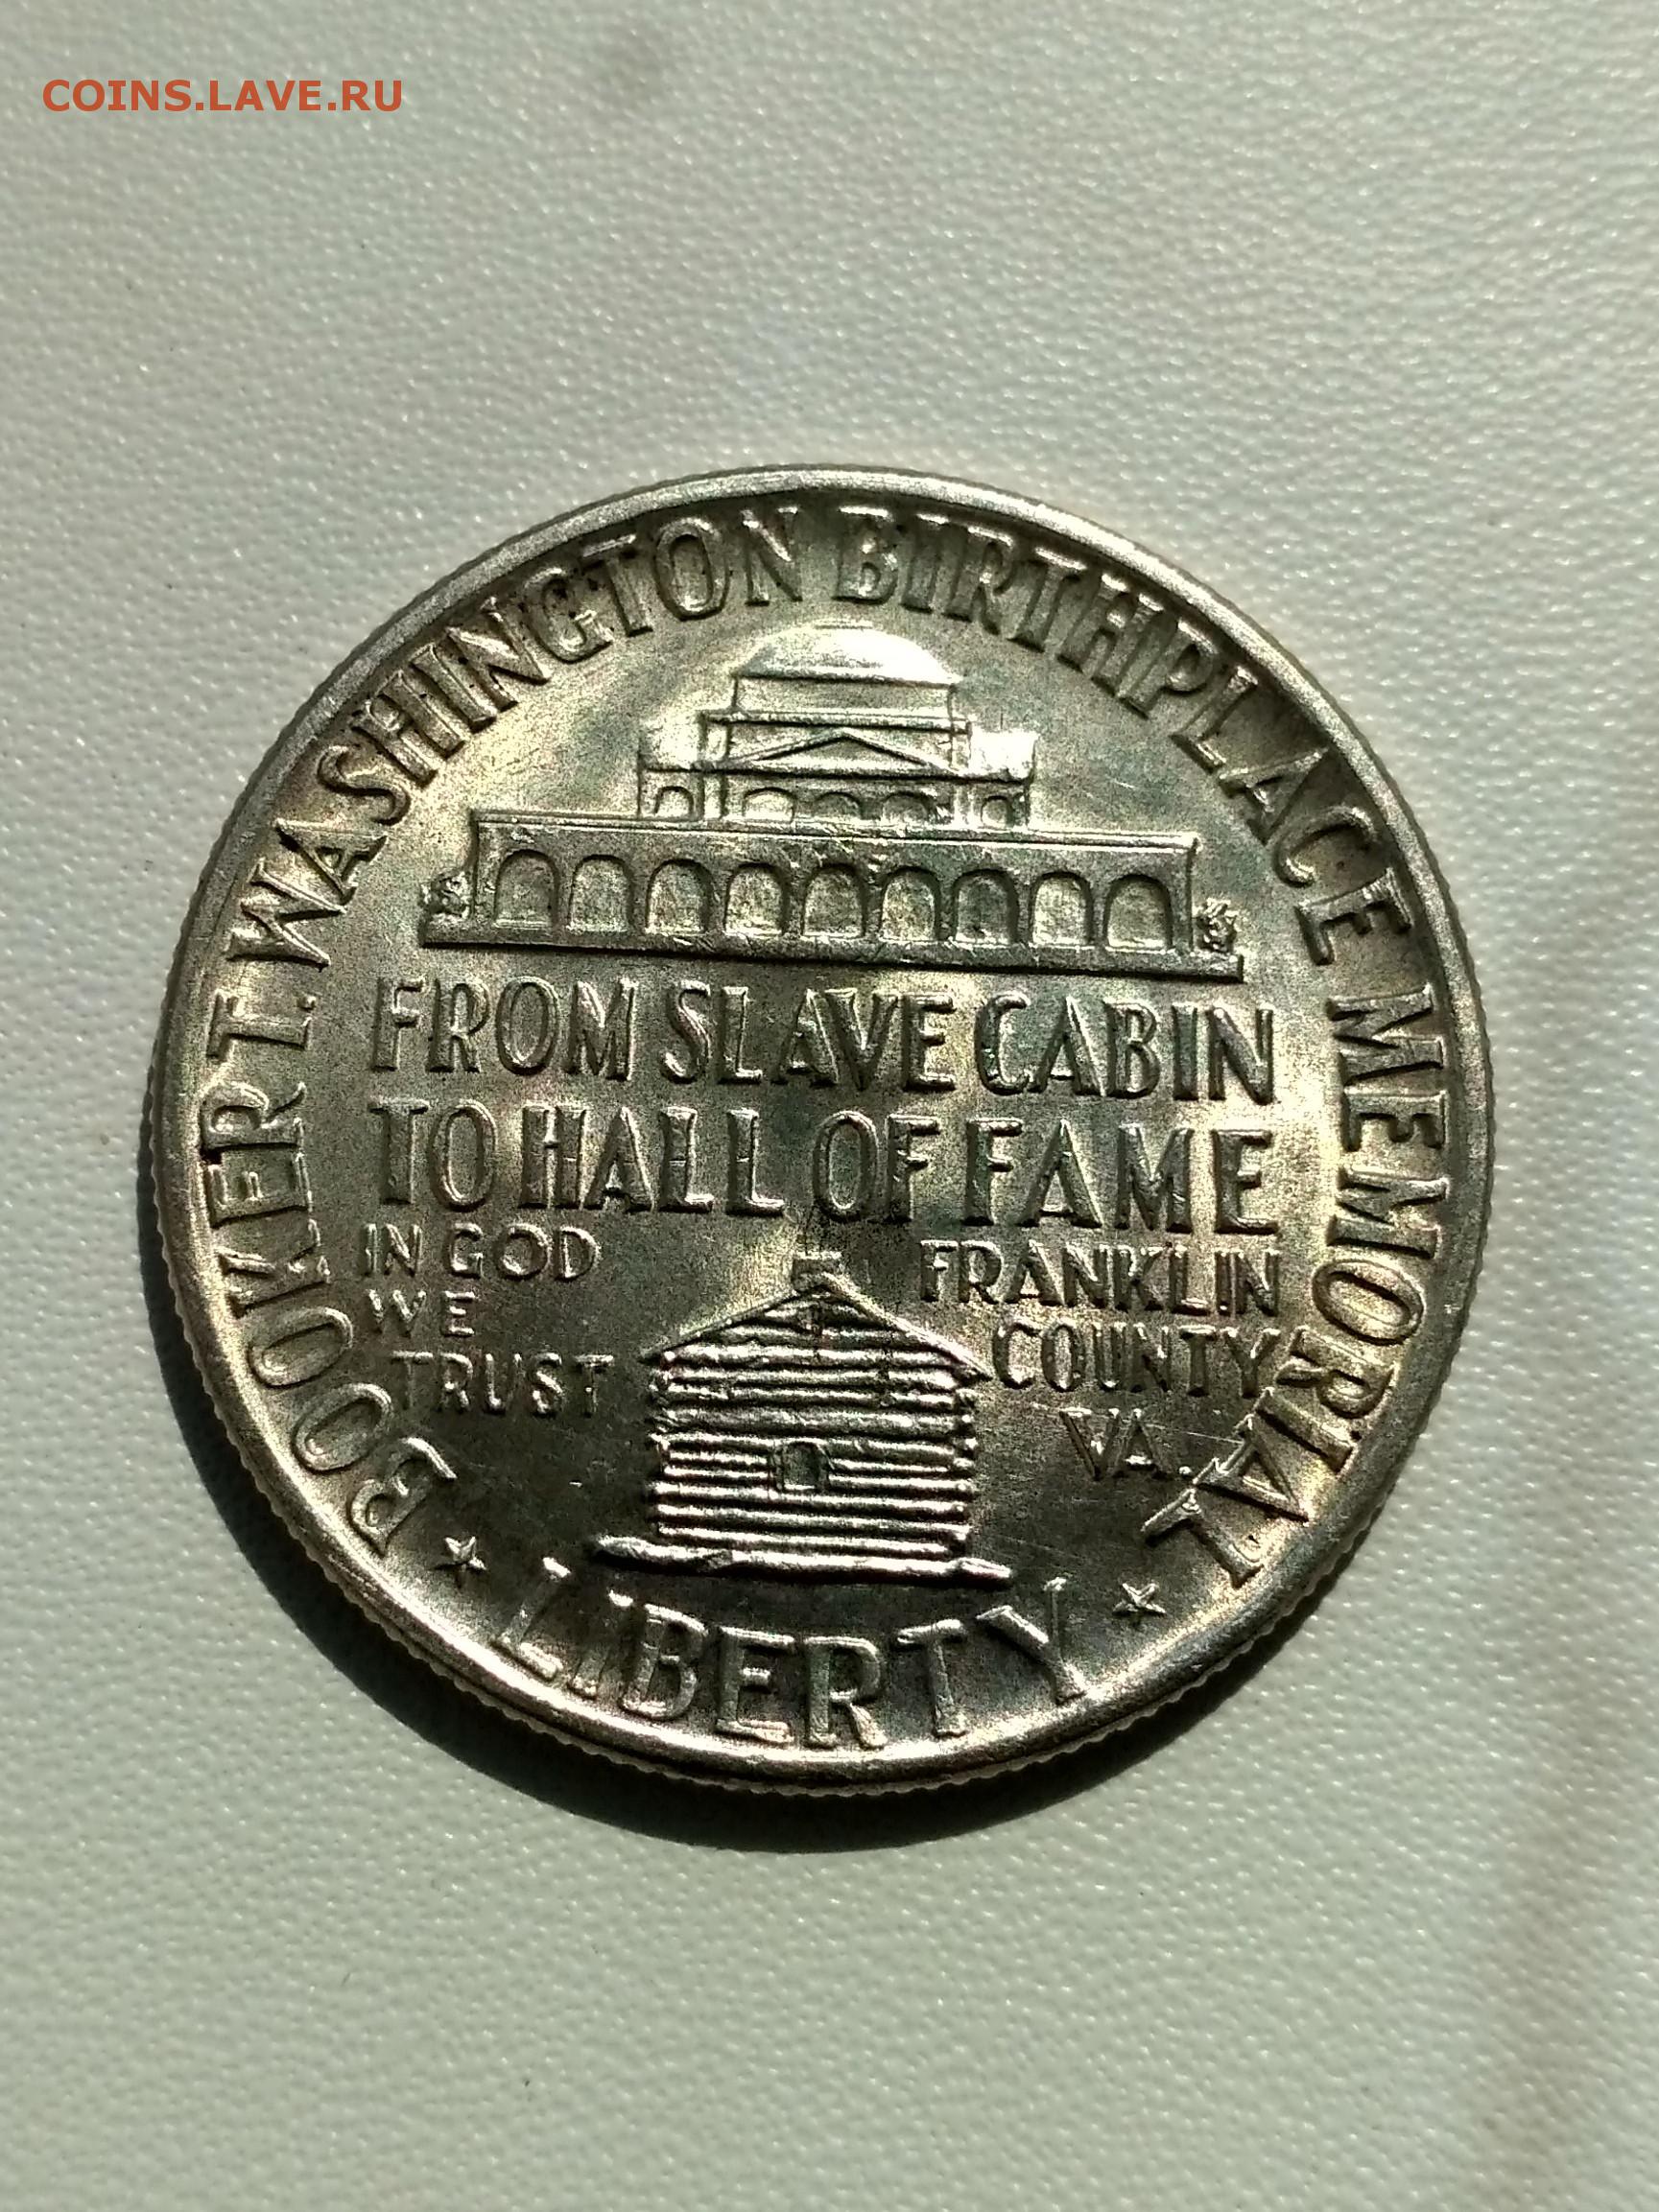 COINS.LAVE.RU
BOOKER T. WASHINGTON BIRTHPLACE MEMORIAL
FROM SLAVE CABIN
TO HALL OF FAME
IN GOD
WE
TRUST
FRANKLIN
COUNTY
VA.
LIBERTY